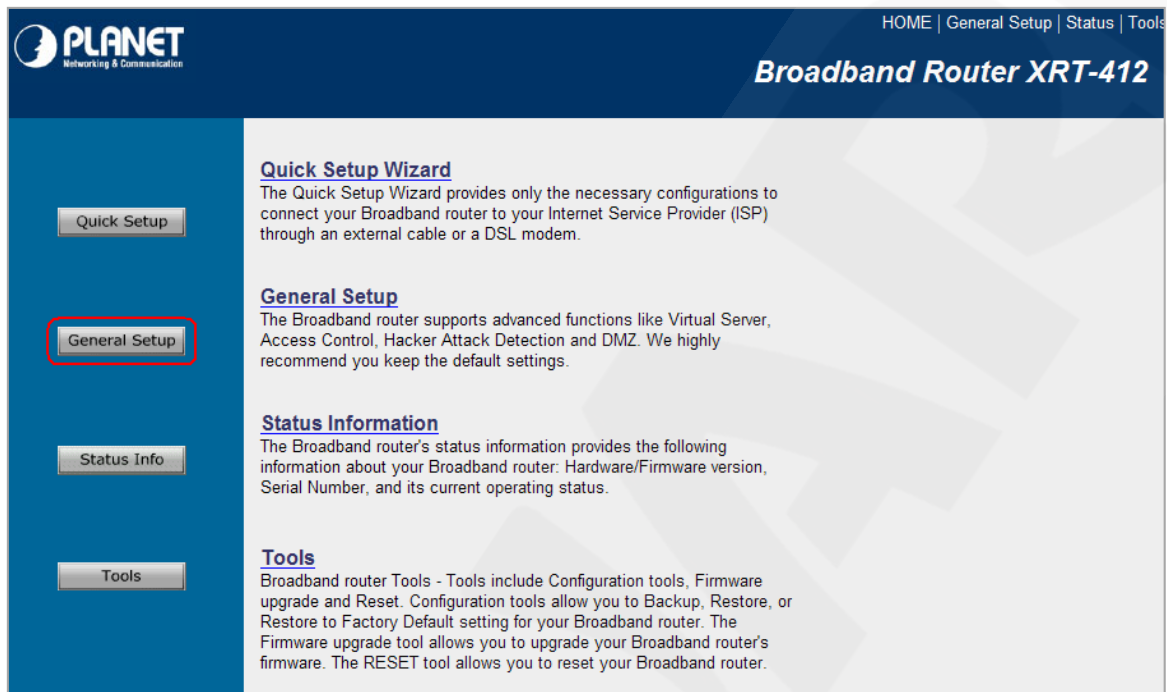 PLANET
Networking & Communication
HOME | General Setup | Status | Tools
Broadband Router XRT-412
Quick Setup
General Setup
Status Info
Tools
Quick Setup Wizard
The Quick Setup Wizard provides only the necessary configurations to
connect your Broadband router to your Internet Service Provider (ISP)
through an external cable or a DSL modem.
General Setup
The Broadband router supports advanced functions like Virtual Server,
Access Control, Hacker Attack Detection and DMZ. We highly
recommend you keep the default settings.
Status Information
The Broadband router's status information provides the following
information about your Broadband router: Hardware/Firmware version,
Serial Number, and its current operating status.
Tools
Broadband router Tools - Tools include Configuration tools, Firmware
upgrade and Reset. Configuration tools allow you to Backup, Restore, or
Restore to Factory Default setting for your Broadband router. The
Firmware upgrade tool allows you to upgrade your Broadband router's
firmware. The RESET tool allows you to reset your Broadband router.